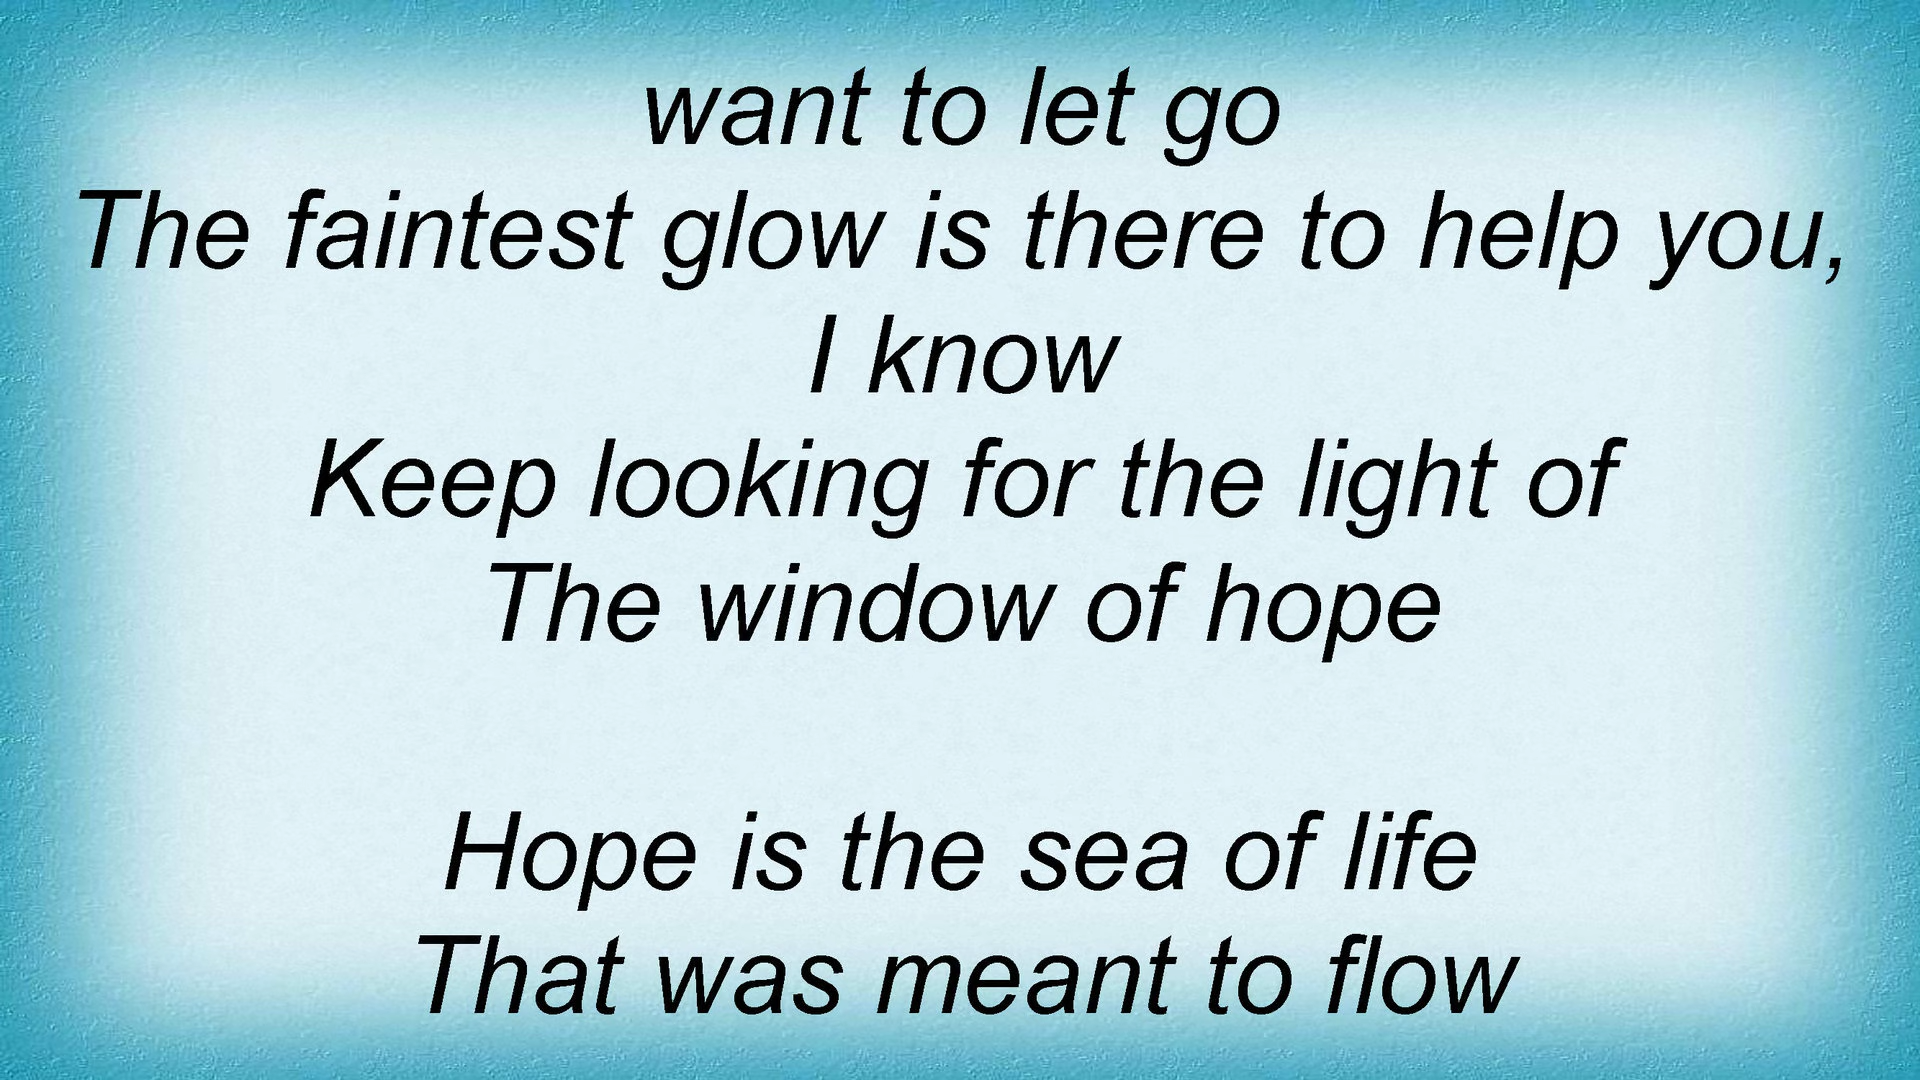 want to let go
The faintest glow is there to help you,
I know
Keep looking for the light of
The window of hope
Hope is the sea of life
That was meant to flow